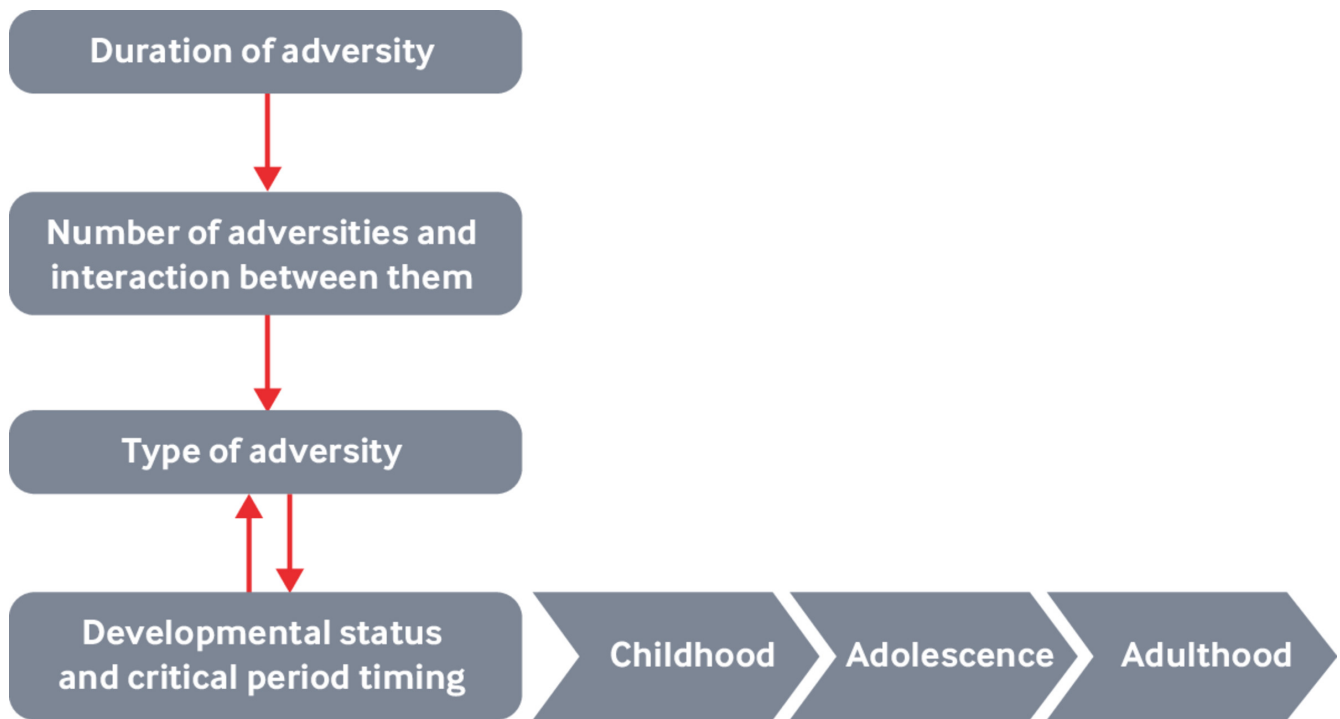 Duration of adversity
Number of adversities and
interaction between them
Type of adversity
Developmental status
and critical period timing
Childhood
Adolescence
Adulthood